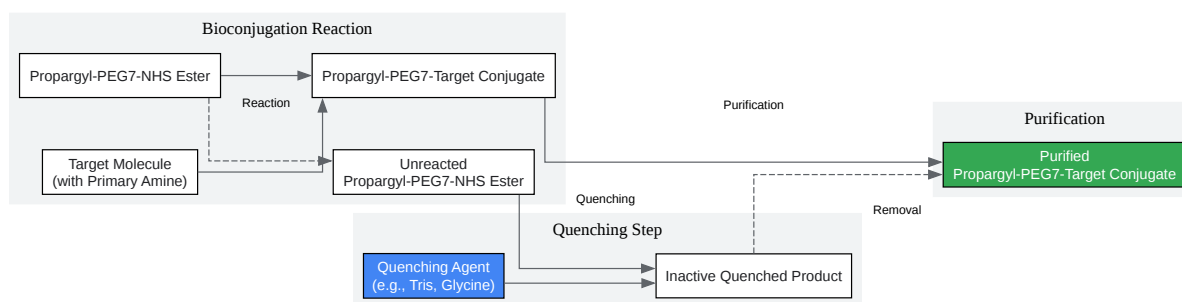 Bioconjugation Reaction
Propargyl-PEG7-NHS Ester
Propargyl-PEG7-Target Conjugate
Reaction
Target Molecule
(with Primary Amine)
Unreacted
Propargyl-PEG7-NHS Ester
Purification
Purification
Purified
Propargyl-PEG7-Target Conjugate
Quenching
Removal
Quenching Step
Quenching Agent
(e.g., Tris, Glycine)
Inactive Quenched Product